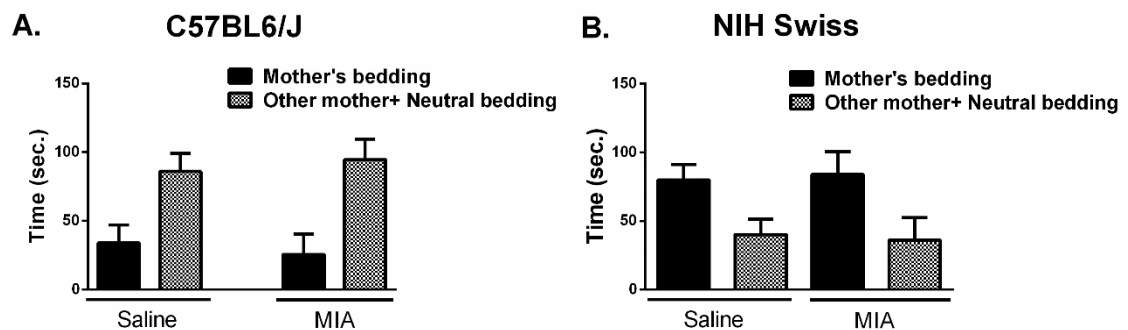 A.
C57BL6/J
Mother's bedding
Other mother+ Neutral bedding
Time (sec.)
150
100
50
0
Saline
MIA
B.
NIH Swiss
Mother's bedding
Other mother+ Neutral bedding
Time (sec.)
150
100
50
0
Saline
MIA